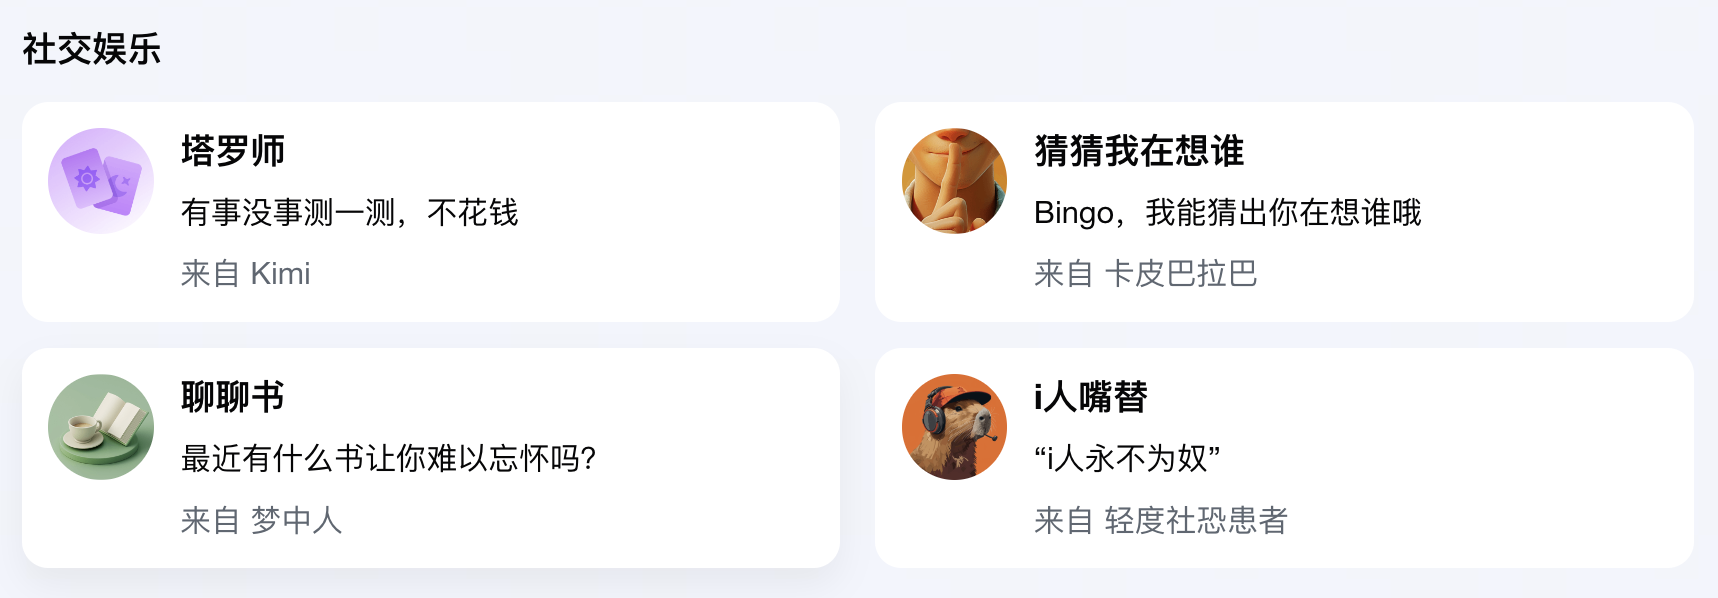 社交娱乐
塔罗师
有事没事测一测，不花钱
来自 Kimi
猜猜我在想谁
Bingo，我能猜出你在想谁哦
来自 卡皮巴拉巴
聊聊书
最近有什么书让你难以忘怀吗？
来自 梦中人
i人嘴替
“i人永不为奴”
来自 轻度社恐患者